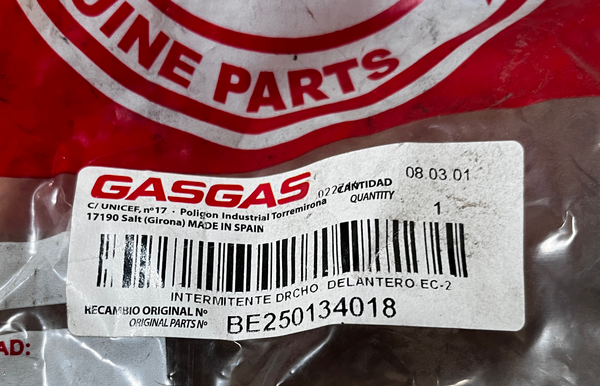 UINE PARTS
GASGAS
CANTIDAD 08.03.01
C/ UNICEF, nº17 · Poligon Industrial Torremirona QUANTITY
17190 Salt (Girona) MADE IN SPAIN 1
INTERMITENTE DRCHO DELANTERO EC-2
RECAMBIO ORIGINAL Nº
ORIGINAL PARTS Nº BE250134018
AD: